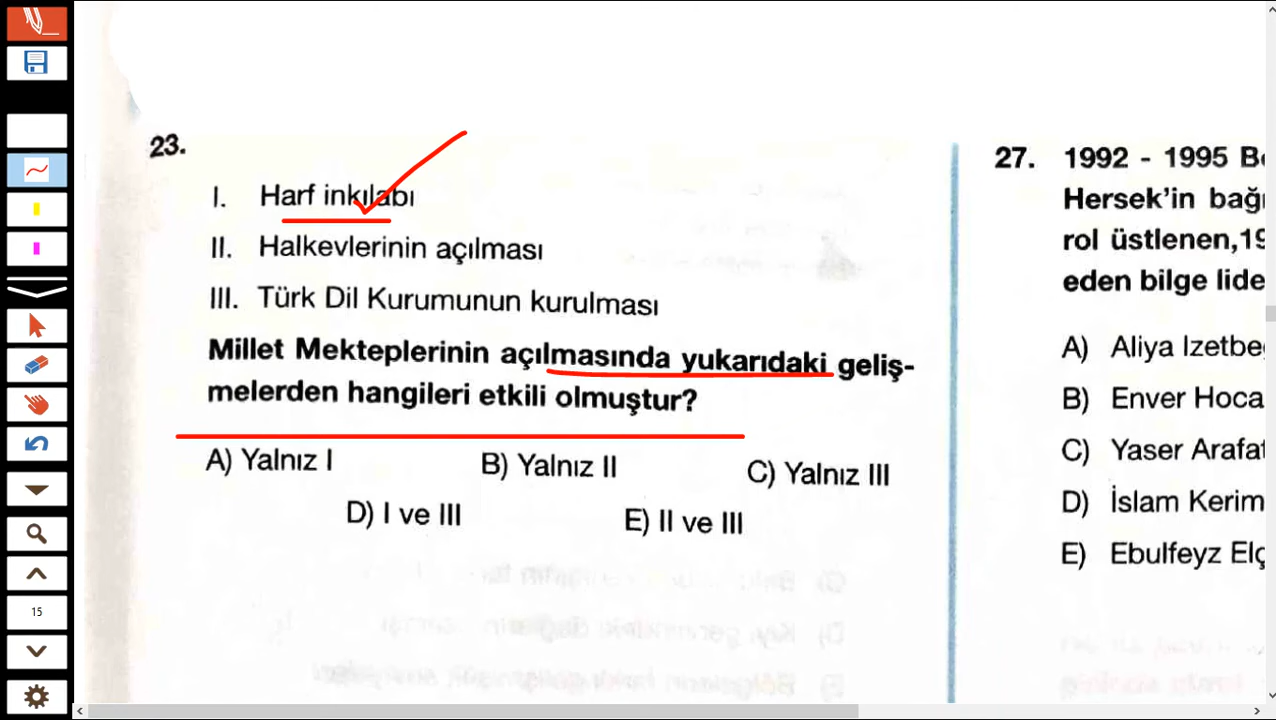 23.
I. Harf inkılabı
II. Halkevlerinin açılması
III. Türk Dil Kurumunun kurulması
Millet Mekteplerinin açılmasında yukarıdaki geliş-
melerden hangileri etkili olmuştur?
A) Yalnız I B) Yalnız II C) Yalnız III
D) I ve III E) II ve III
27. 1992 - 1995 B
Hersek'in bağ
rol üstlenen,19
eden bilge lide
A) Aliya Izetbe
B) Enver Hoca
C) Yaser Arafat
D) İslam Kerim
E) Ebulfeyz Elç
15